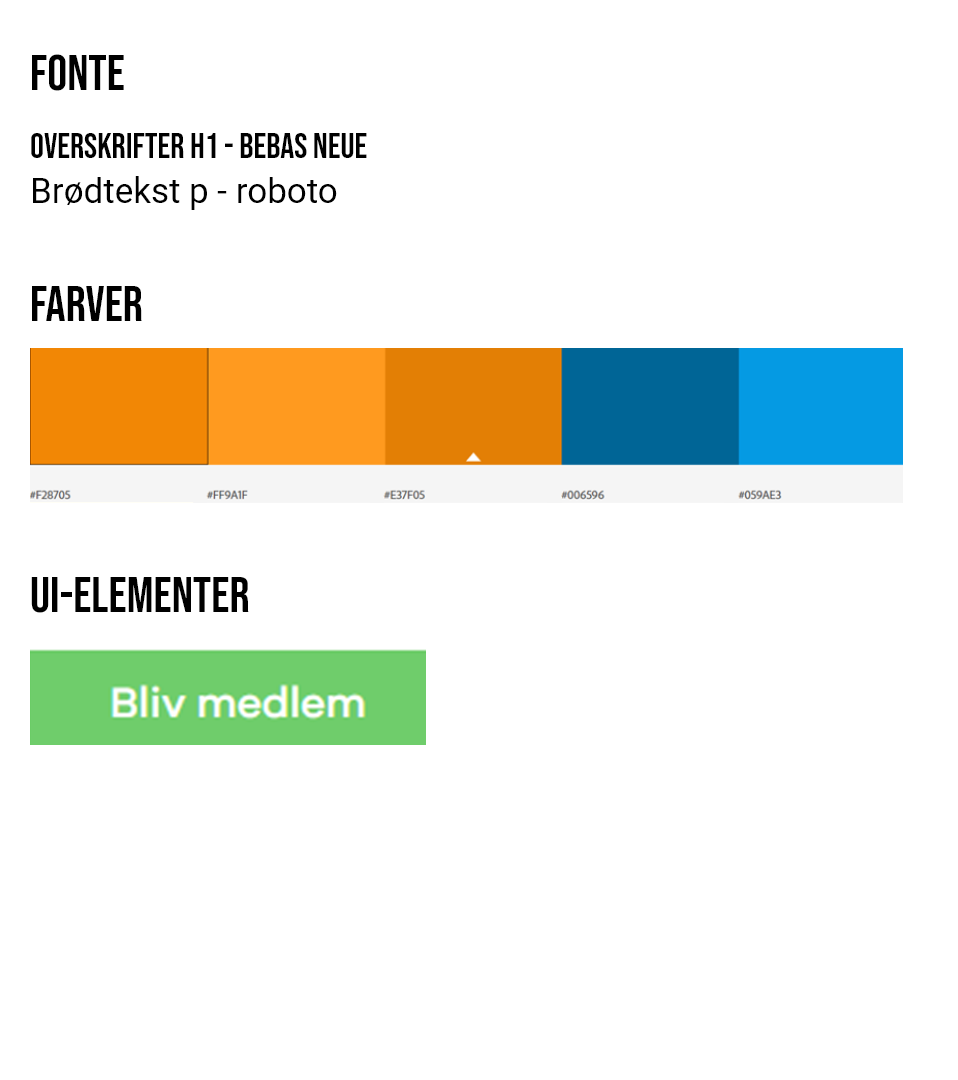 FONTE
OVERSKRIFTER H1 - BEBAS NEUE
Brødtekst p - roboto
FARVER
#F28705 #FF9A1F #E37F05 #006596 #059AE3
UI-ELEMENTER
Bliv medlem